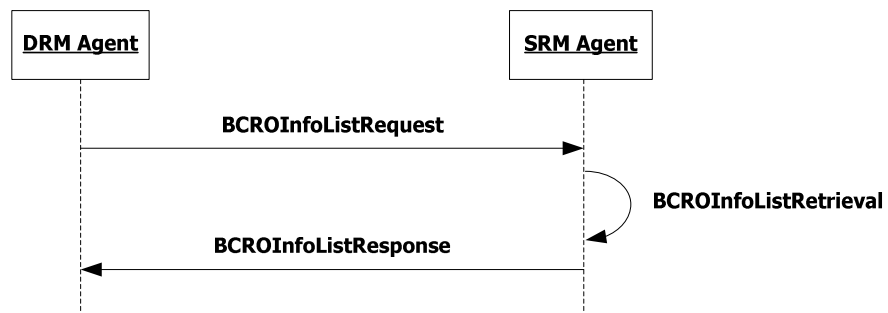 DRM Agent
SRM Agent
BCROInfoListRequest
BCROInfoListRetrieval
BCROInfoListResponse